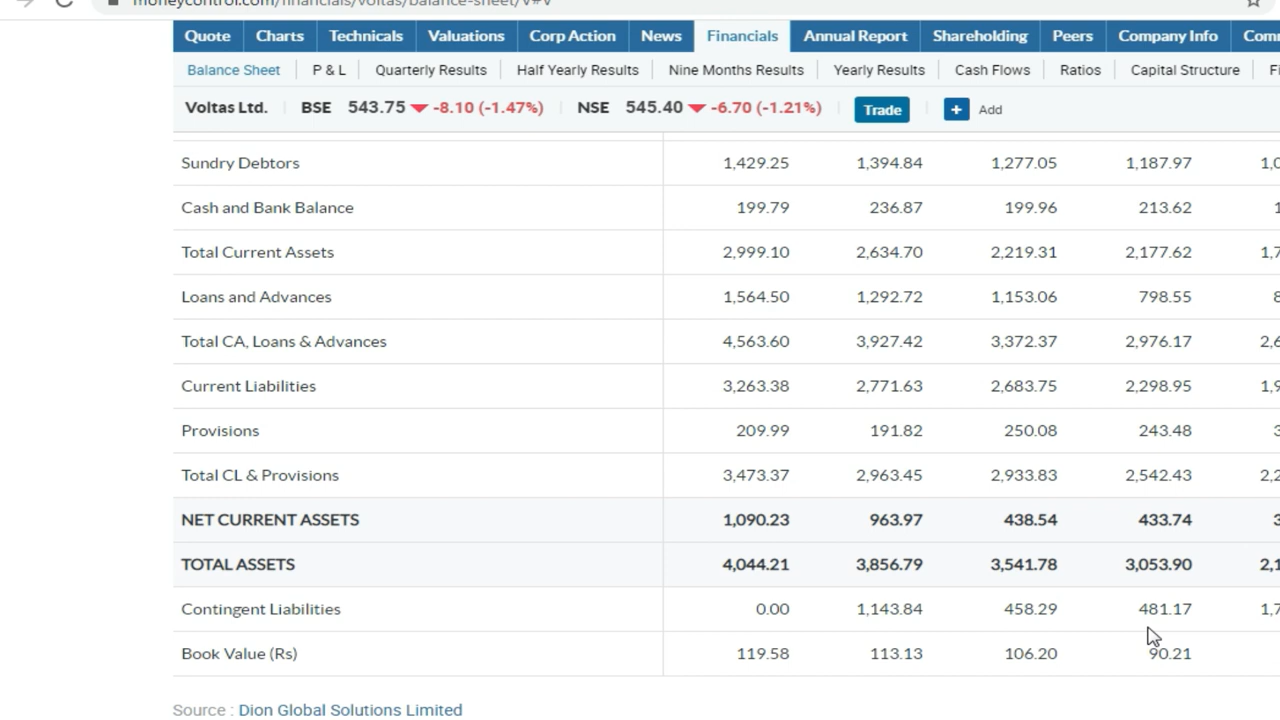 moneycontrol.com/financials/voltas/balance-sheet/V#V
Quote Charts Technicals Valuations Corp Action News Financials Annual Report Shareholding Peers Company Info
Balance Sheet P & L Quarterly Results Half Yearly Results Nine Months Results Yearly Results Cash Flows Ratios Capital Structure
Voltas Ltd. BSE 543.75 -8.10 (-1.47%) NSE 545.40 -6.70 (-1.21%) Trade + Add
Sundry Debtors 1,429.25 1,394.84 1,277.05 1,187.97
Cash and Bank Balance 199.79 236.87 199.96 213.62
Total Current Assets 2,999.10 2,634.70 2,219.31 2,177.62
Loans and Advances 1,564.50 1,292.72 1,153.06 798.55
Total CA, Loans & Advances 4,563.60 3,927.42 3,372.37 2,976.17
Current Liabilities 3,263.38 2,771.63 2,683.75 2,298.95
Provisions 209.99 191.82 250.08 243.48
Total CL & Provisions 3,473.37 2,963.45 2,933.83 2,542.43
NET CURRENT ASSETS 1,090.23 963.97 438.54 433.74
TOTAL ASSETS 4,044.21 3,856.79 3,541.78 3,053.90
Contingent Liabilities 0.00 1,143.84 458.29 481.17
Book Value (Rs) 119.58 113.13 106.20 90.21
Source : Dion Global Solutions Limited